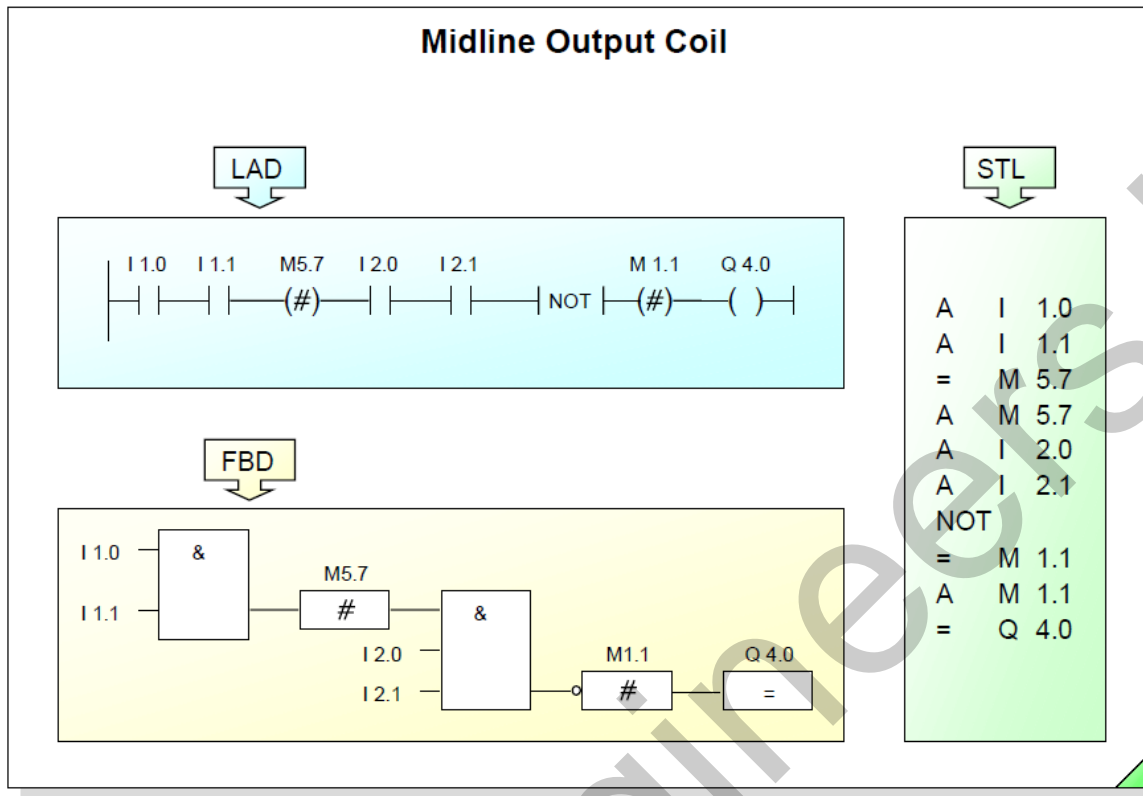 Midline Output Coil
LAD
I 1.0 I 1.1 M5.7 I 2.0 I 2.1 M 1.1 Q 4.0
(#) NOT (#) ( )
FBD
I 1.0 &
I 1.1
M5.7
#
&
I 2.0
I 2.1
M1.1 Q 4.0
# =
STL
A I 1.0
A I 1.1
= M 5.7
A M 5.7
A I 2.0
A I 2.1
NOT
= M 1.1
A M 1.1
= Q 4.0